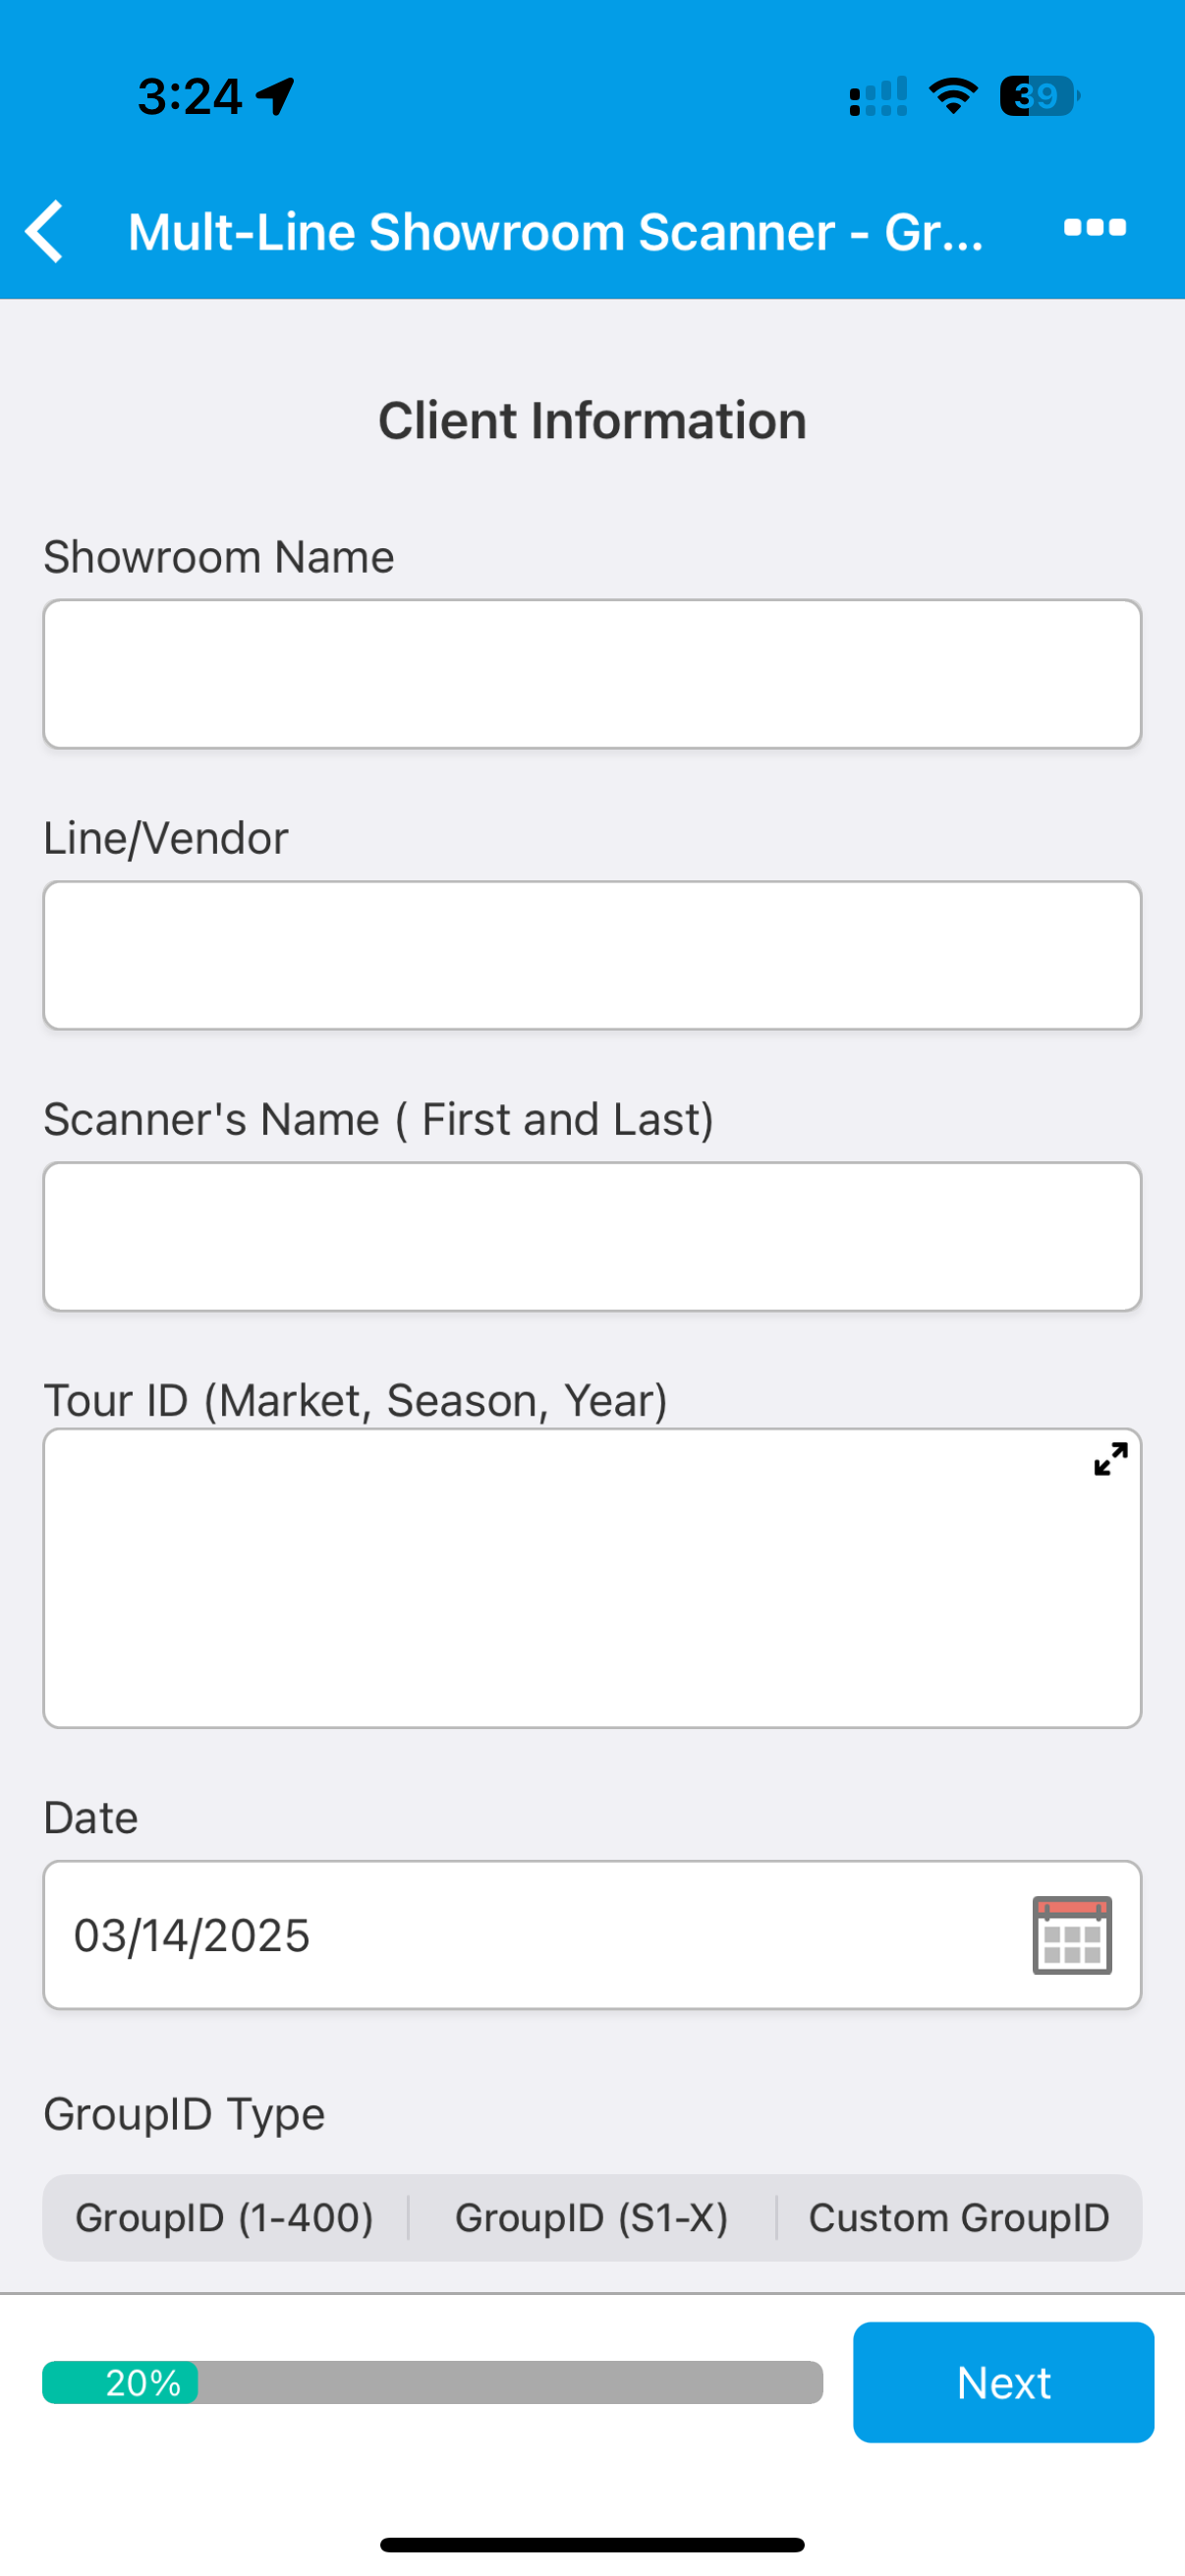 3:24
39
Mult-Line Showroom Scanner - Gr...
Client Information
Showroom Name
Line/Vendor
Scanner's Name ( First and Last)
Tour ID (Market, Season, Year)
Date
03/14/2025
GroupID Type
GroupID (1-400) GroupID (S1-X) Custom GroupID
20% Next